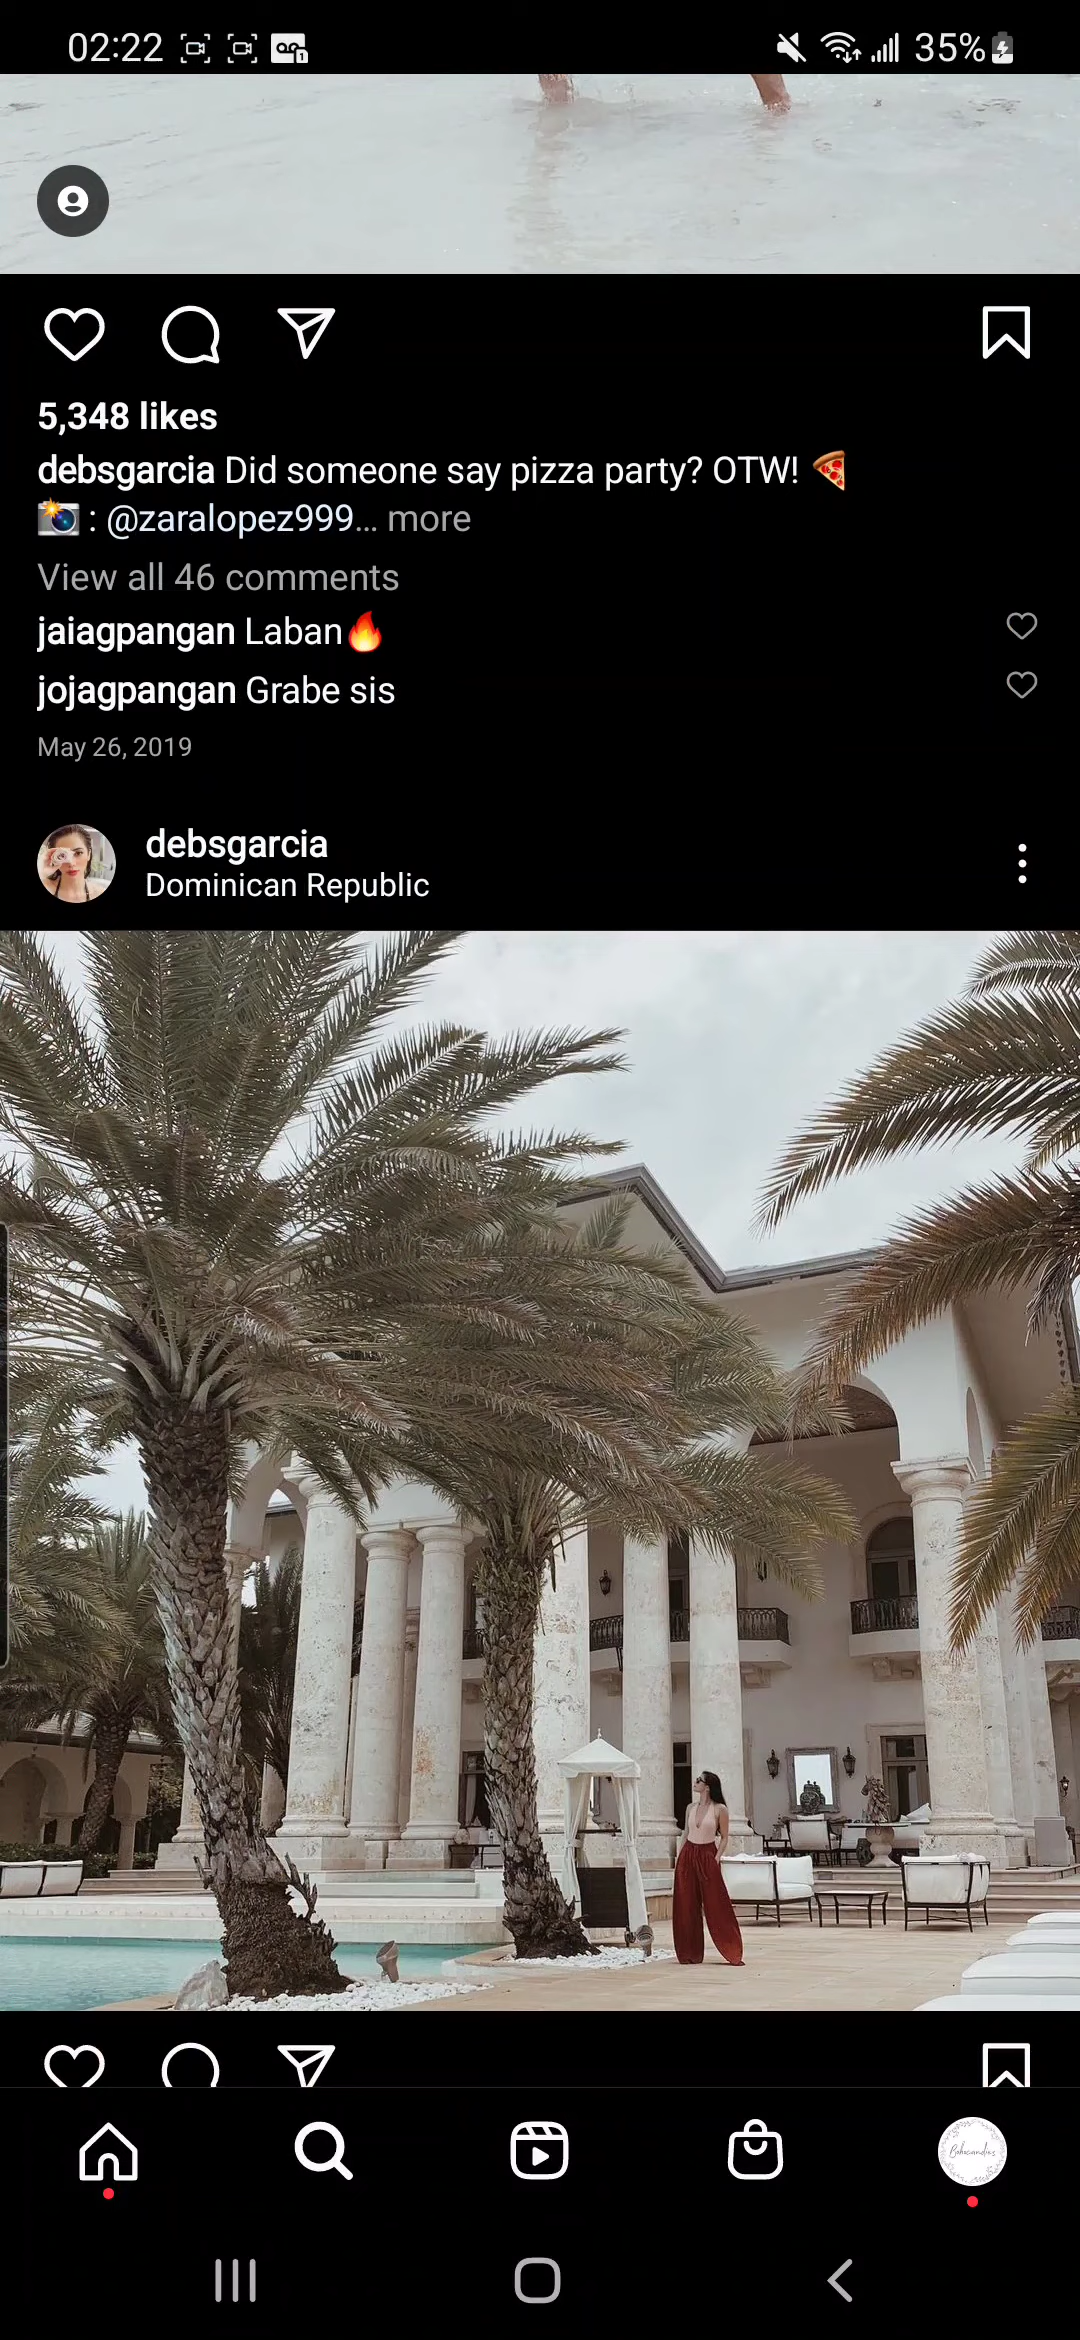 02:22
35%
5,348 likes
debsgarcia Did someone say pizza party? OTW! 🍕
📸 : @zaralopez999... more
View all 46 comments
jaiagpangan Laban🔥
jojagpangan Grabe sis
May 26, 2019
debsgarcia
Dominican Republic